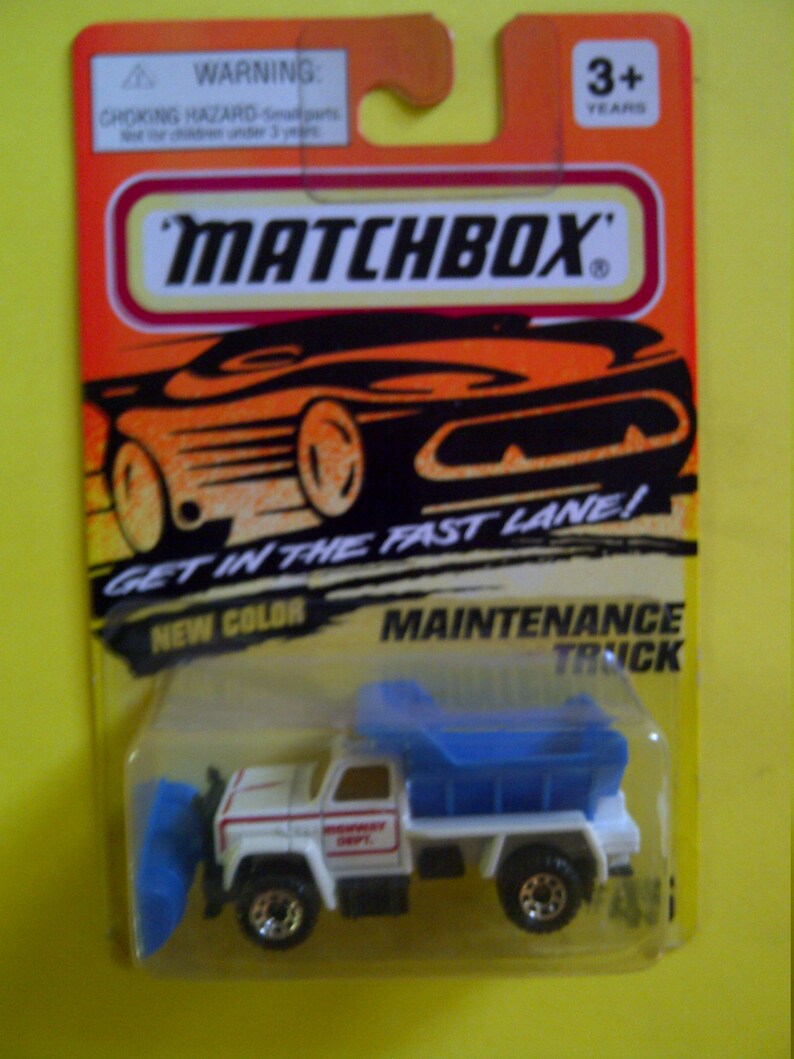 WARNING:
CHOKING HAZARD-Small parts.
Not for children under 3 years.
3+
YEARS
'MATCHBOX'®
GET IN THE FAST LANE!
NEW COLOR
MAINTENANCE
TRUCK
HIGHWAY
DEPT.